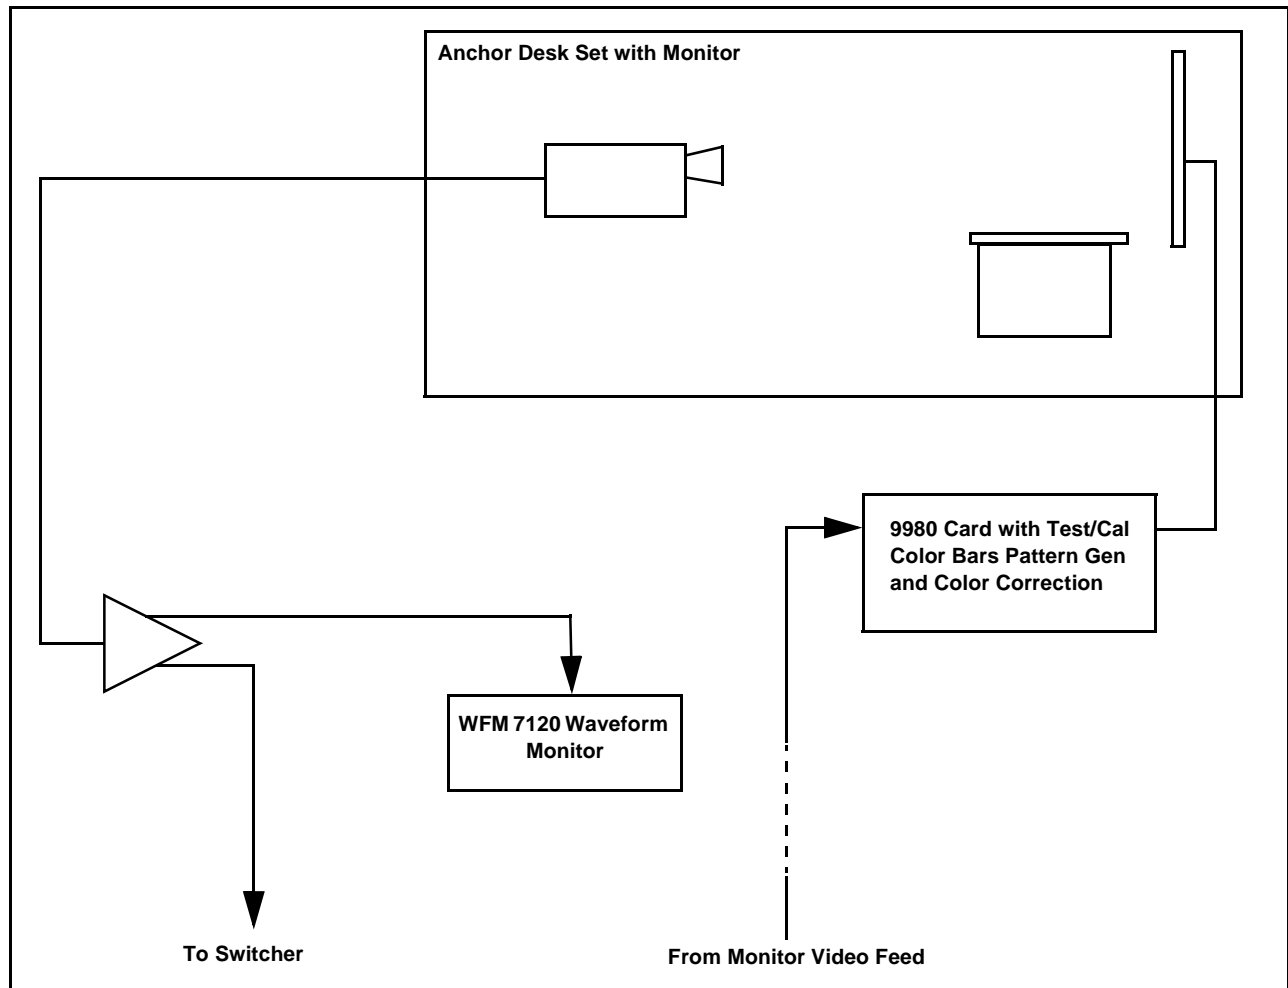 Anchor Desk Set with Monitor
9980 Card with Test/Cal
Color Bars Pattern Gen
and Color Correction
WFM 7120 Waveform
Monitor
To Switcher
From Monitor Video Feed